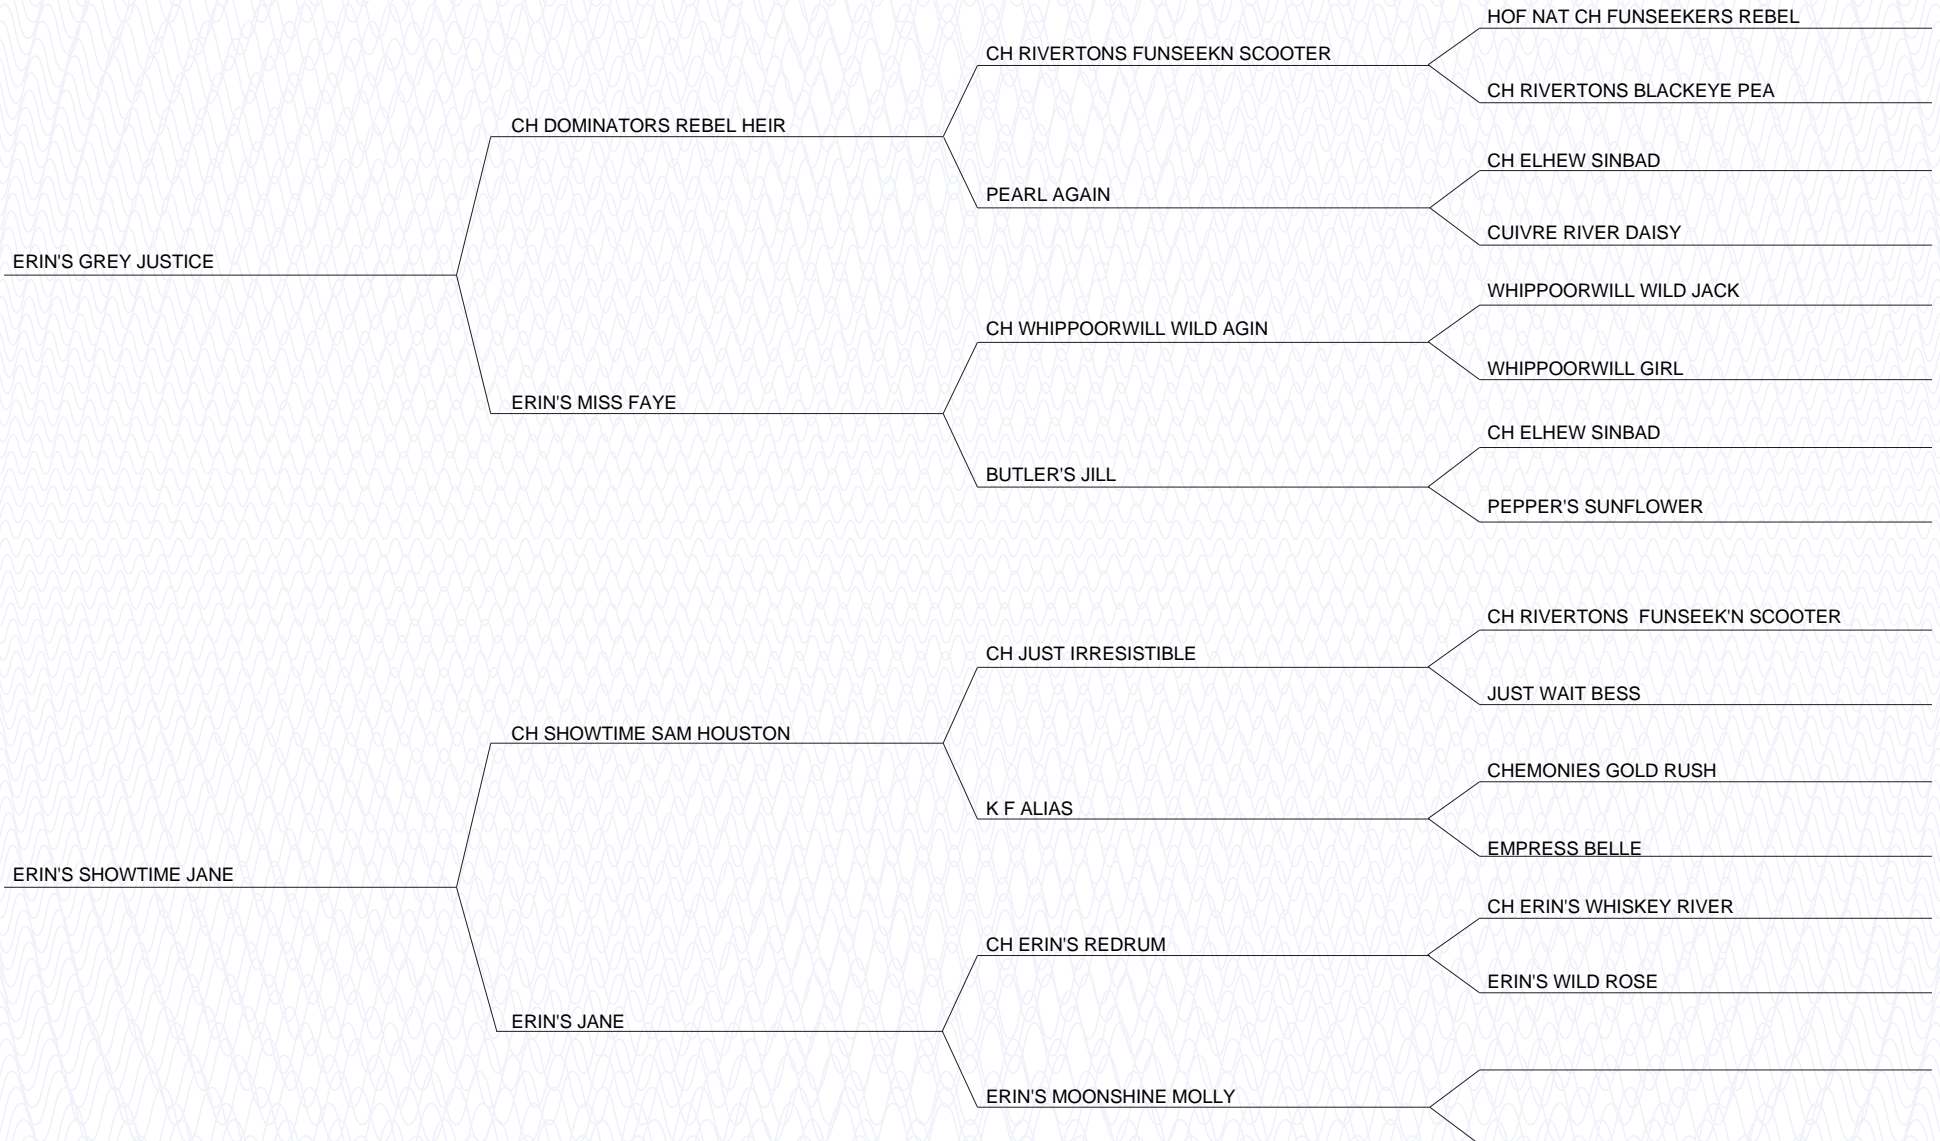 HOF NAT CH FUNSEEKERS REBEL
CH RIVERTONS FUNSEEKN SCOOTER
CH RIVERTONS BLACKEYE PEA
CH DOMINATORS REBEL HEIR
CH ELHEW SINBAD
PEARL AGAIN
CUIVRE RIVER DAISY
ERIN'S GREY JUSTICE
WHIPPOORWILL WILD JACK
CH WHIPPOORWILL WILD AGIN
WHIPPOORWILL GIRL
ERIN'S MISS FAYE
CH ELHEW SINBAD
BUTLER'S JILL
PEPPER'S SUNFLOWER
CH RIVERTONS  FUNSEEK'N SCOOTER
CH JUST IRRESISTIBLE
JUST WAIT BESS
CH SHOWTIME SAM HOUSTON
CHEMONIES GOLD RUSH
K F ALIAS
EMPRESS BELLE
ERIN'S SHOWTIME JANE
CH ERIN'S WHISKEY RIVER
CH ERIN'S REDRUM
ERIN'S WILD ROSE
ERIN'S JANE
ERIN'S MOONSHINE MOLLY